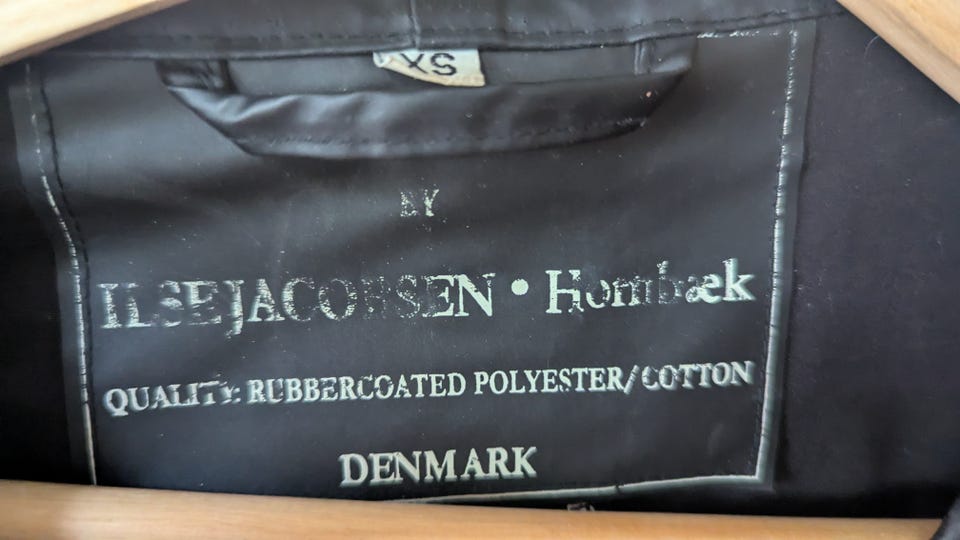 XS
BY
ILSE JACOBSEN • Hornbæk
QUALITY: RUBBERCOATED POLYESTER/COTTON
DENMARK